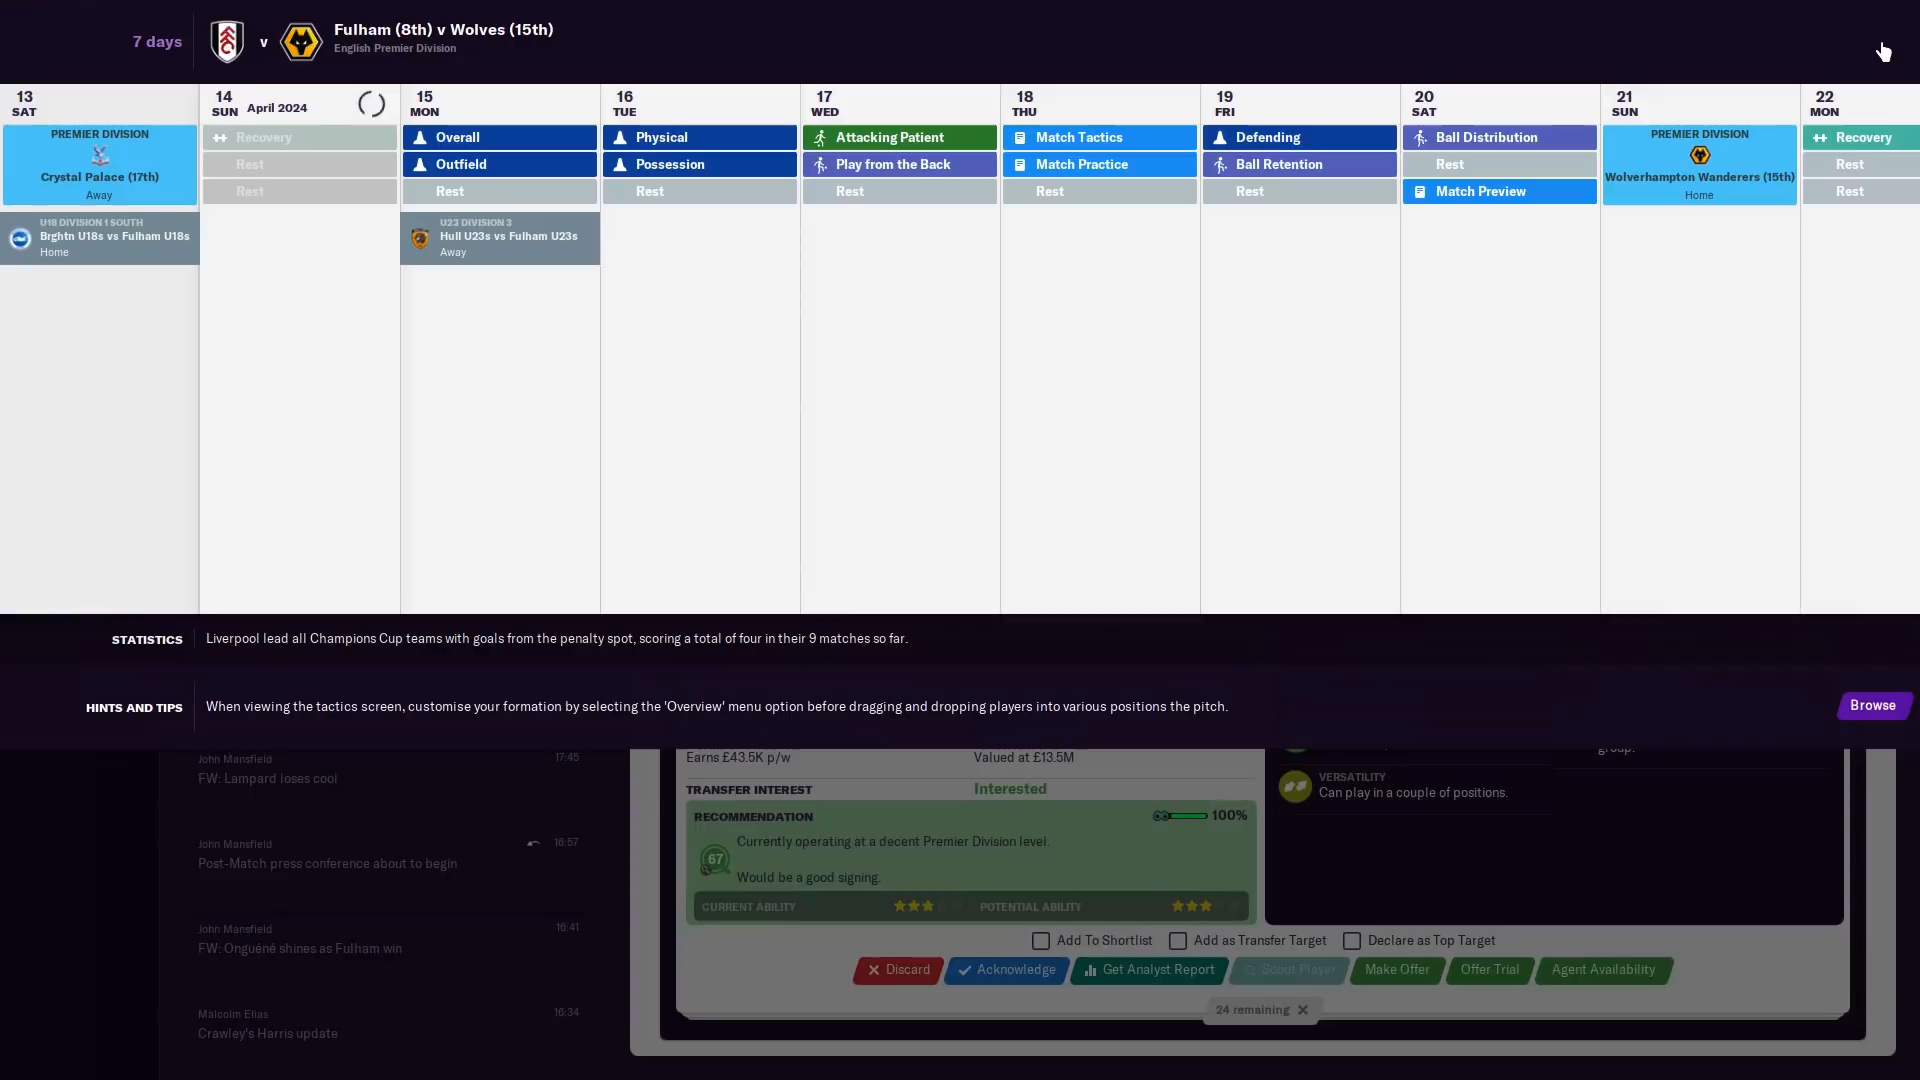 7 days
v
Fulham (8th) v Wolves (15th)
English Premier Division
13
SAT
14
SUN April 2024
15
MON
16
TUE
17
WED
18
THU
19
FRI
20
SAT
21
SUN
22
MON
PREMIER DIVISION
Crystal Palace (17th)
Away
Recovery
Rest
Rest
Overall
Outfield
Rest
Physical
Possession
Rest
Attacking Patient
Play from the Back
Rest
Match Tactics
Match Practice
Rest
Defending
Ball Retention
Rest
Ball Distribution
Rest
Match Preview
PREMIER DIVISION
Wolverhampton Wanderers (15th)
Home
Recovery
Rest
Rest
U18 DIVISION 1 SOUTH
Brghtn U18s vs Fulham U18s
Home
U23 DIVISION 3
Hull U23s vs Fulham U23s
Away
STATISTICS
Liverpool lead all Champions Cup teams with goals from the penalty spot, scoring a total of four in their 9 matches so far.
HINTS AND TIPS
When viewing the tactics screen, customise your formation by selecting the 'Overview' menu option before dragging and dropping players into various positions the pitch.
Browse
John Mansfield 17:45
FW: Lampard loses cool
John Mansfield 16:57
Post-Match press conference about to begin
John Mansfield 16:41
FW: Onguéné shines as Fulham win
Malcolm Elias 16:34
Crawley's Harris update
Earns £43.5K p/w
Valued at £13.5M
TRANSFER INTEREST
Interested
RECOMMENDATION
100%
Currently operating at a decent Premier Division level.
67
Would be a good signing.
CURRENT ABILITY
POTENTIAL ABILITY
group.
VERSATILITY
Can play in a couple of positions.
Add To Shortlist
Add as Transfer Target
Declare as Top Target
Discard
Acknowledge
Get Analyst Report
Scout Player
Make Offer
Offer Trial
Agent Availability
24 remaining